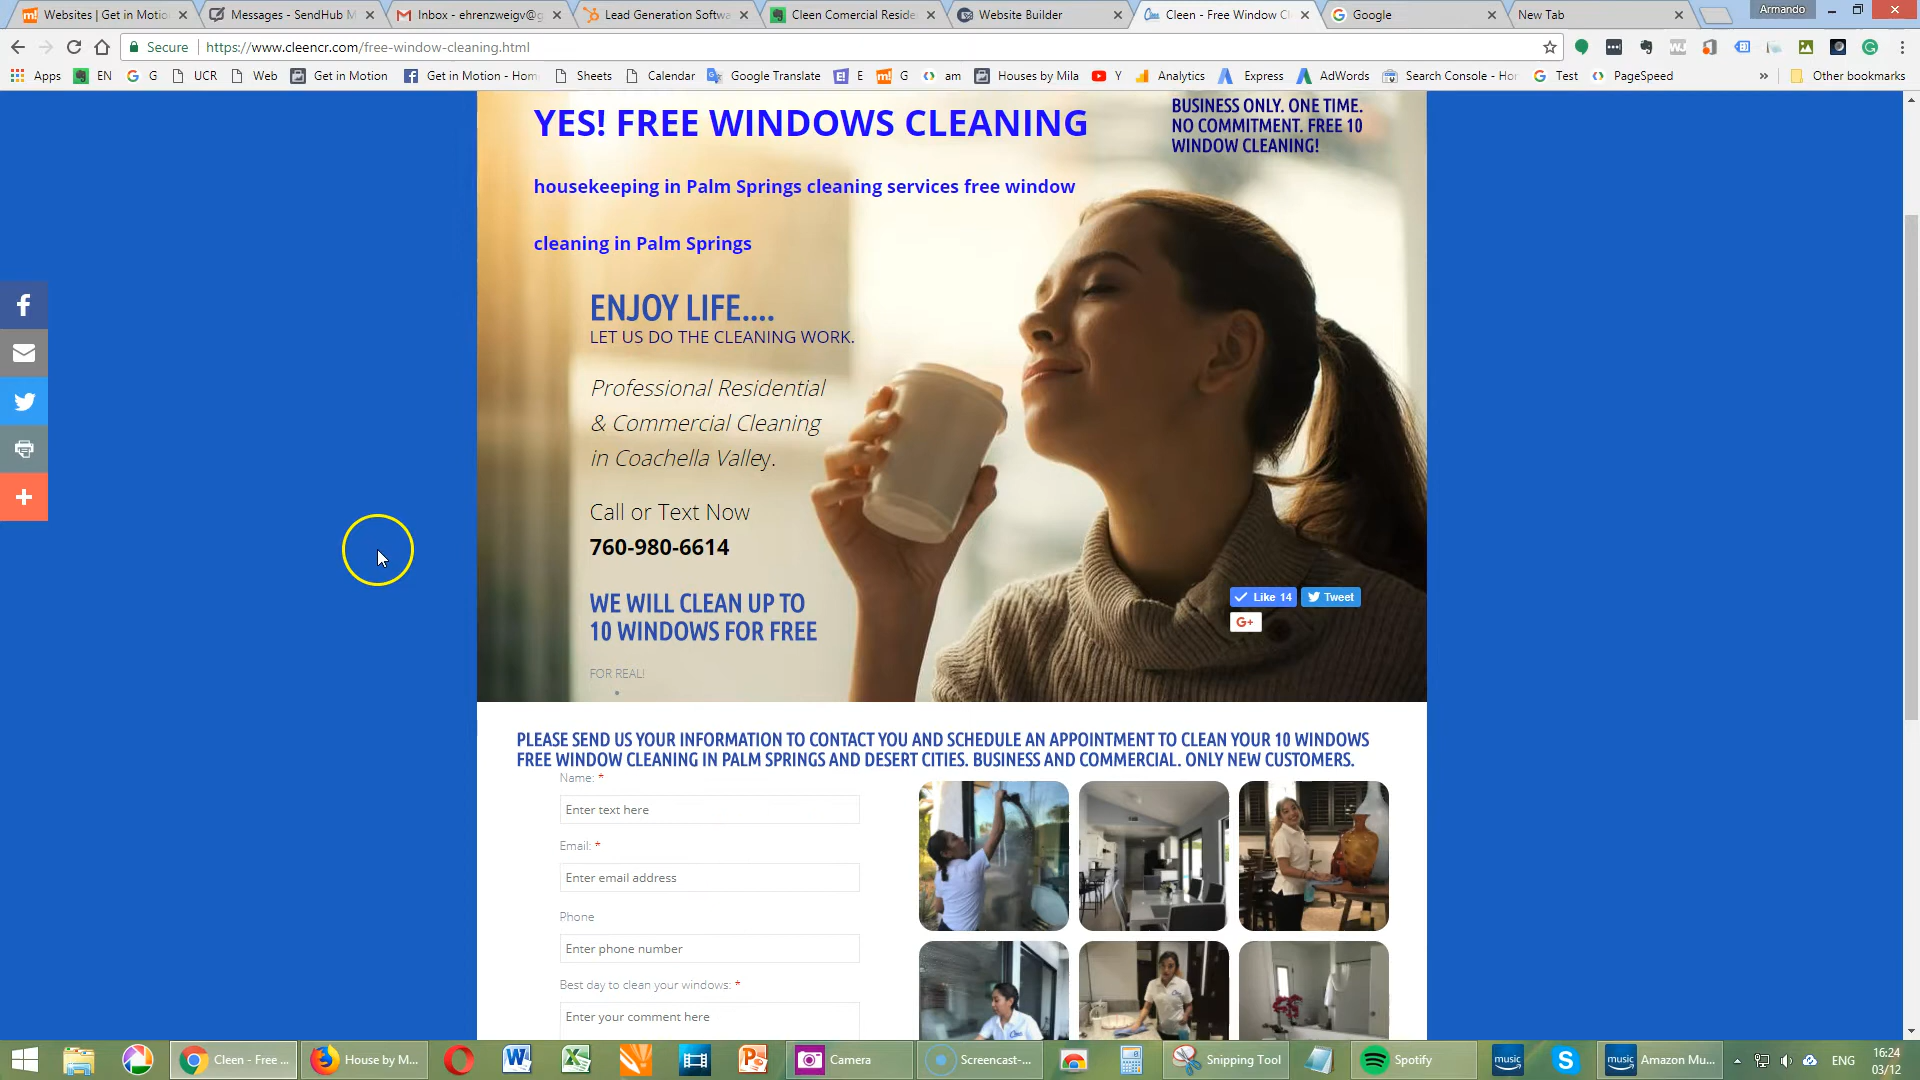 Websites | Get in Motio
Messages - SendHub M
Inbox - ehrenzweigv@g
Lead Generation Softwa
Cleen Comercial Reside
Website Builder
Cleen - Free Window Cl
Google
New Tab
Armando
Secure
https://www.cleencr.com/free-window-cleaning.html
Apps
EN
G
UCR
Web
Get in Motion
Get in Motion - Hom
Sheets
Calendar
Google Translate
E
G
am
Houses by Mila
Y
Analytics
Express
AdWords
Search Console - Hor
Test
PageSpeed
»
Other bookmarks
YES! FREE WINDOWS CLEANING
BUSINESS ONLY. ONE TIME.
NO COMMITMENT. FREE 10
WINDOW CLEANING!
housekeeping in Palm Springs cleaning services free window
cleaning in Palm Springs
ENJOY LIFE....
LET US DO THE CLEANING WORK.
Professional Residential
& Commercial Cleaning
in Coachella Valley.
Call or Text Now
760-980-6614
WE WILL CLEAN UP TO
10 WINDOWS FOR FREE
FOR REAL!
Like 14
Tweet
G+
PLEASE SEND US YOUR INFORMATION TO CONTACT YOU AND SCHEDULE AN APPOINTMENT TO CLEAN YOUR 10 WINDOWS
FREE WINDOW CLEANING IN PALM SPRINGS AND DESERT CITIES. BUSINESS AND COMMERCIAL. ONLY NEW CUSTOMERS.
Name: *
Enter text here
Email: *
Enter email address
Phone
Enter phone number
Best day to clean your windows: *
Enter your comment here
Cleen - Free ...
House by M...
Camera
Screencast-...
Snipping Tool
Spotify
music
Amazon Mu...
ENG
16:24
03/12